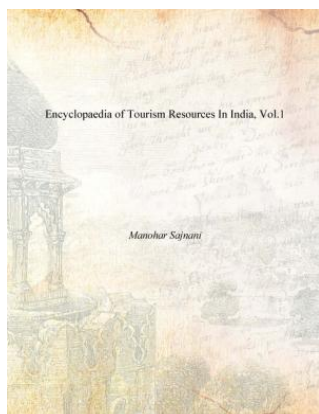 Encyclopaedia of Tourism Resources In India, Vol.1
Manohar Sajnani